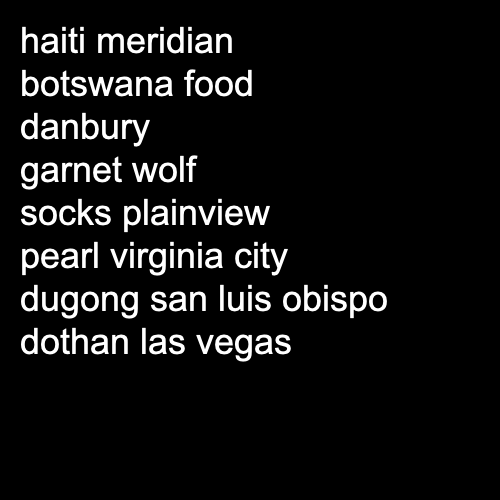 haiti meridian
botswana food
danbury
garnet wolf
socks plainview
pearl virginia city
dugong san luis obispo
dothan las vegas